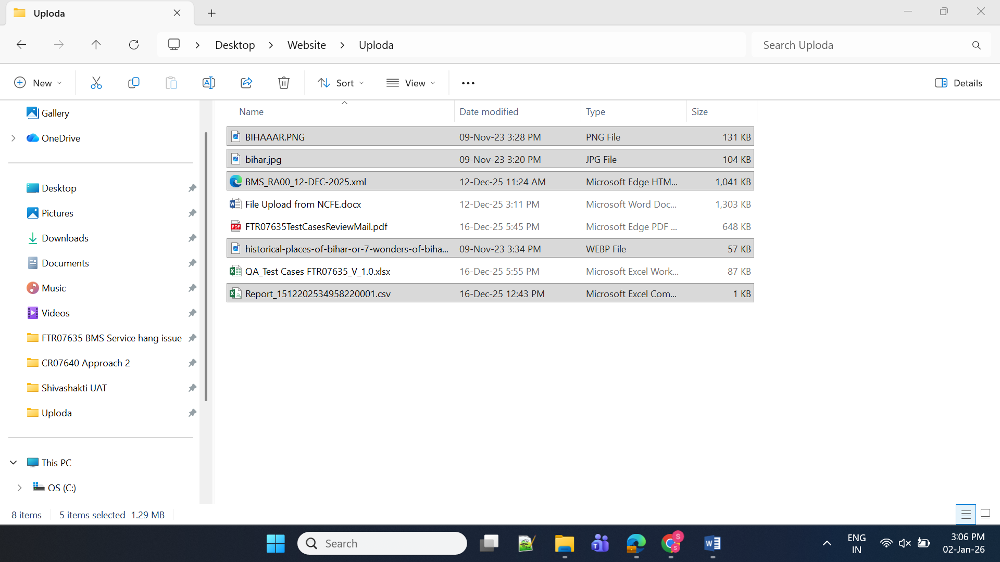 Uploda
Desktop
Website
Uploda
Search Uploda
New
Sort
View
Details
Gallery
OneDrive
Desktop
Pictures
Downloads
Documents
Music
Videos
FTR07635 BMS Service hang issue
CR07640 Approach 2
Shivashakti UAT
Uploda
This PC
OS (C:)
Name Date modified Type Size
BIHAAAR.PNG 09-Nov-23 3:28 PM PNG File 131 KB
bihar.jpg 09-Nov-23 3:20 PM JPG File 104 KB
BMS_RA00_12-DEC-2025.xml 12-Dec-25 11:24 AM Microsoft Edge HTM... 1,041 KB
File Upload from NCFE.docx 12-Dec-25 3:11 PM Microsoft Word Doc... 1,303 KB
PDF FTR07635TestCasesReviewMail.pdf 16-Dec-25 5:45 PM Microsoft Edge PDF ... 648 KB
historical-places-of-bihar-or-7-wonders-of-biha... 09-Nov-23 3:34 PM WEBP File 57 KB
QA_Test Cases FTR07635_V_1.0.xlsx 16-Dec-25 5:55 PM Microsoft Excel Work... 87 KB
Report_1512202534958220001.csv 16-Dec-25 12:43 PM Microsoft Excel Com... 1 KB
8 items 5 items selected 1.29 MB
Search
ENG
IN
3:06 PM
02-Jan-26